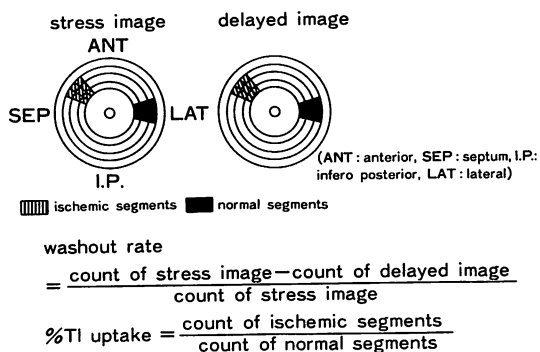 stress image delayed image
ANT
SEP LAT
I.P.
(ANT : anterior, SEP : septum, I.P.:
infero posterior, LAT : lateral)
ischemic segments normal segments
washout rate
= count of stress image−count of delayed image
count of stress image
%Tl uptake = count of ischemic segments
count of normal segments